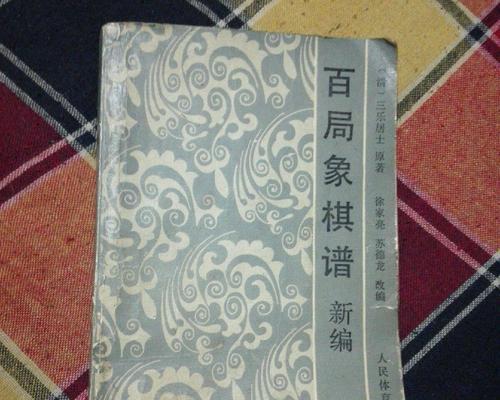 百局象棋谱 新编
(清)三乐居士 原著
徐家亮 苏德龙 改编
人民体育